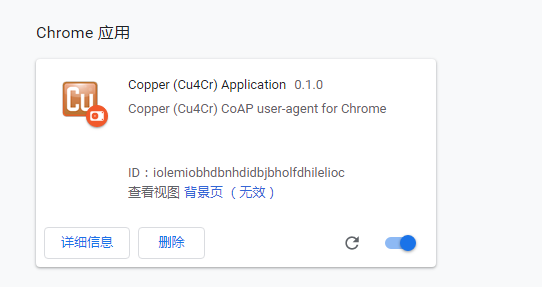 Chrome 应用
Cu
Copper (Cu4Cr) Application 0.1.0
Copper (Cu4Cr) CoAP user-agent for Chrome
ID：iolemiobhdbnhdidbjbholfdhilelioc
查看视图 背景页 （无效）
详细信息 删除